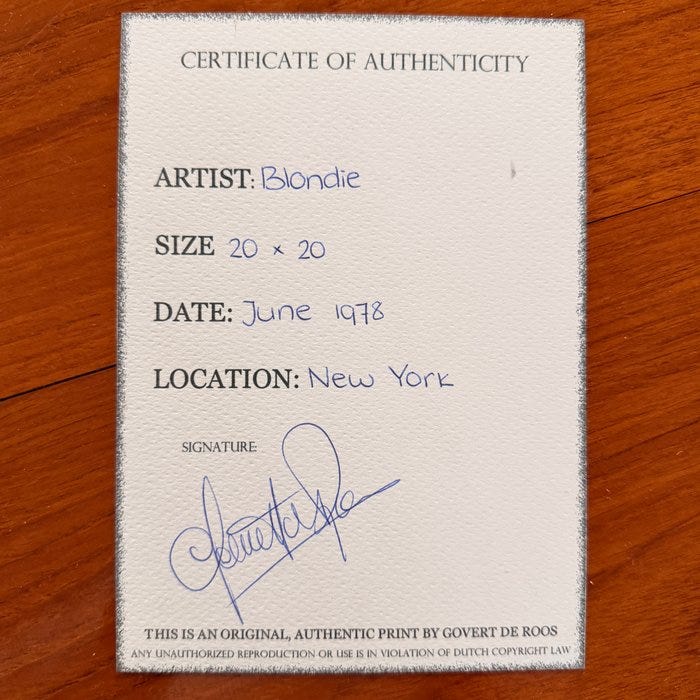 CERTIFICATE OF AUTHENTICITY
ARTIST: Blondie
SIZE 20 x 20
DATE: June 1978
LOCATION: New York
SIGNATURE:
THIS IS AN ORIGINAL, AUTHENTIC PRINT BY GOVERT DE ROOS
ANY UNAUTHORIZED REPRODUCTION OR USE IS IN VIOLATION OF DUTCH COPYRIGHT LAW